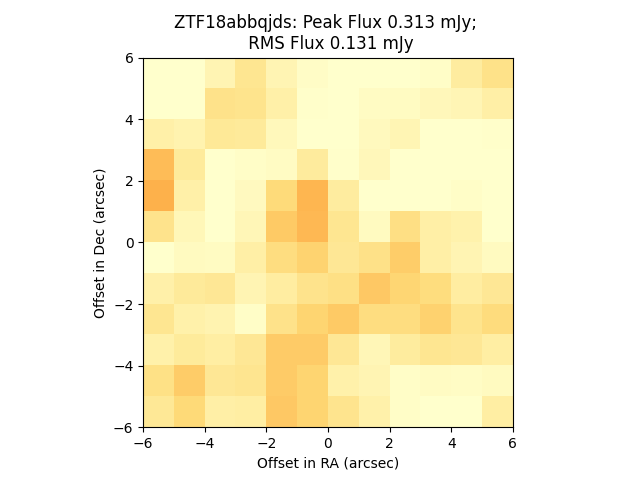 ZTF18abbqjds: Peak Flux 0.313 mJy;
RMS Flux 0.131 mJy
6
4
2
0
−2
−4
−6
Offset in Dec (arcsec)
−6 −4 −2 0 2 4 6
Offset in RA (arcsec)